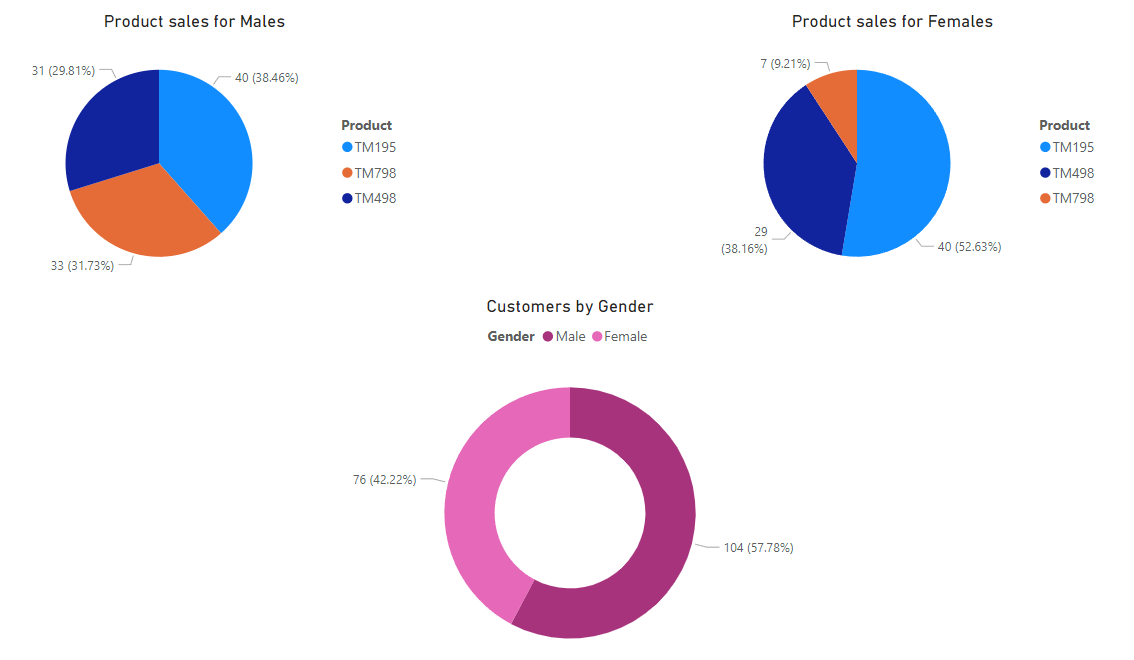 Product sales for Males
31 (29.81%)
40 (38.46%)
33 (31.73%)
Product
TM195
TM798
TM498
Product sales for Females
7 (9.21%)
29
(38.16%)
40 (52.63%)
Product
TM195
TM498
TM798
Customers by Gender
Gender Male Female
76 (42.22%)
104 (57.78%)